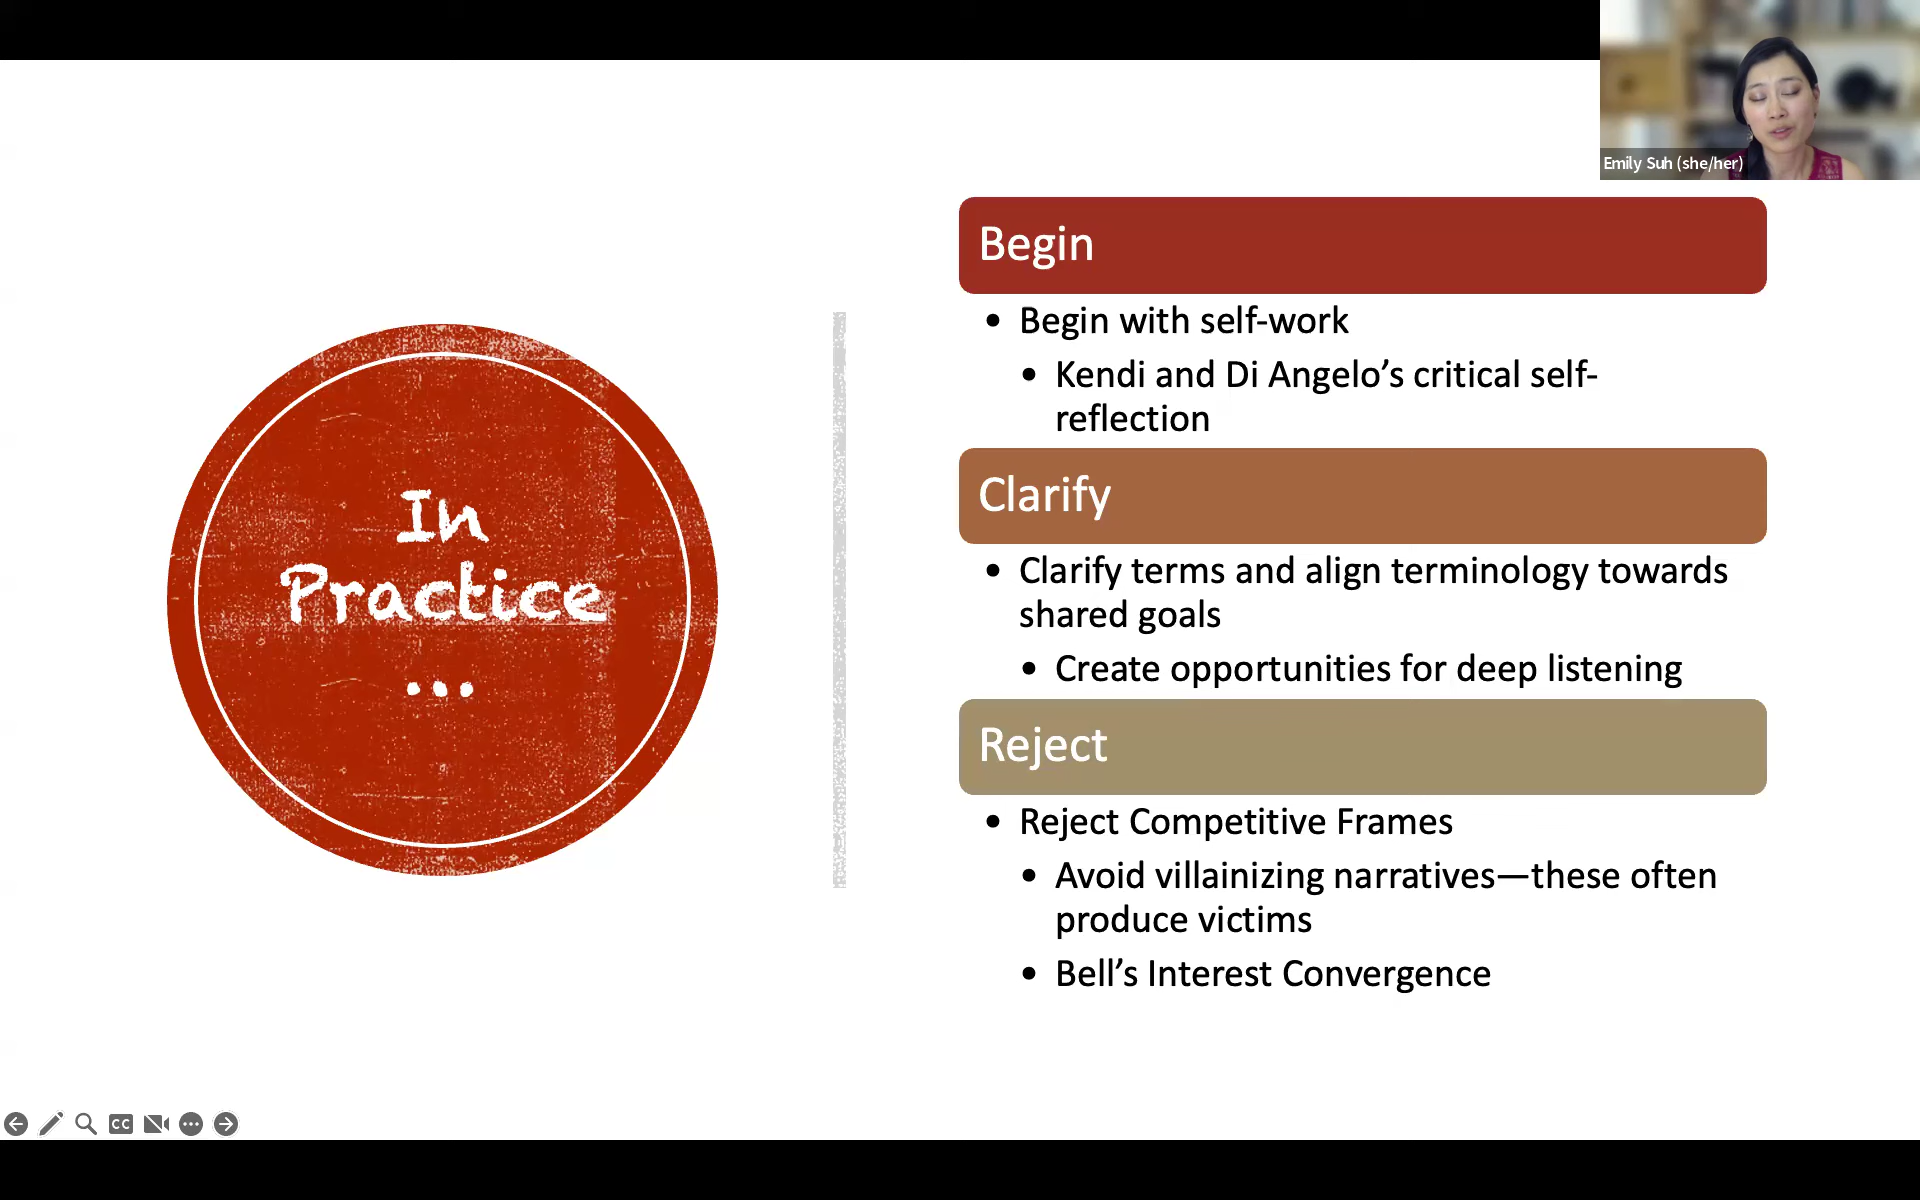 Emily Suh (she/her)
In
Practice
...
Begin
• Begin with self-work
• Kendi and Di Angelo’s critical self-
reflection
Clarify
• Clarify terms and align terminology towards
shared goals
• Create opportunities for deep listening
Reject
• Reject Competitive Frames
• Avoid villainizing narratives—these often
produce victims
• Bell’s Interest Convergence
CC